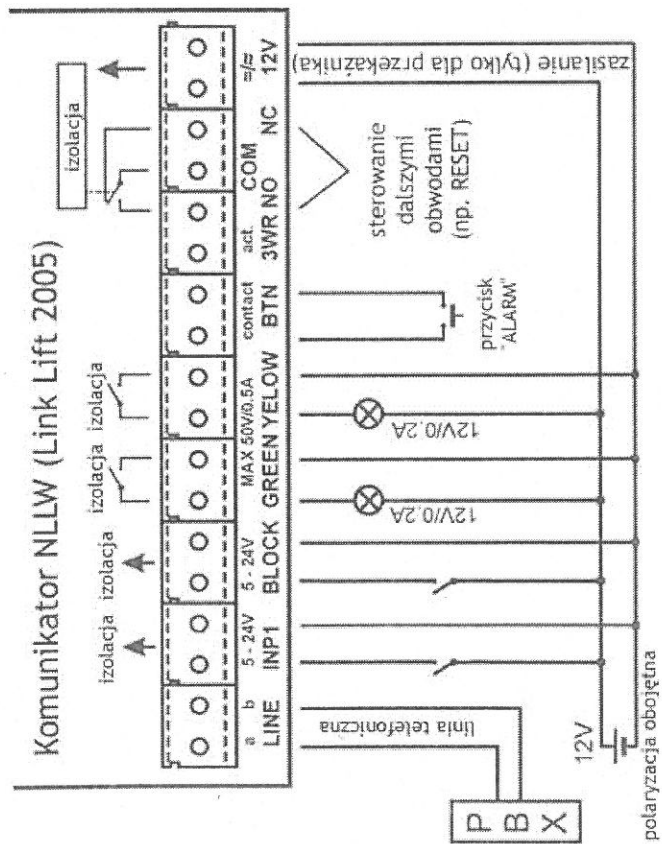 Komunikator NLLW (Link Lift 2005)
izolacja
izolacja
izolacja
izolacja
izolacja
a b
5 - 24V
5 - 24V
MAX 50V/0.5A
contact
act.
=/≈
LINE
INP1
BLOCK
GREEN
YELOW
BTN
3WR
NO
COM
NC
12V
linia telefoniczna
12V/0.2A
12V/0.2A
przycisk
"ALARM"
sterowanie
dalszymi
obwodami
(np. RESET)
zasilanie (tylko dla przekaźnika)
PBX
12V
polaryzacja obojętna